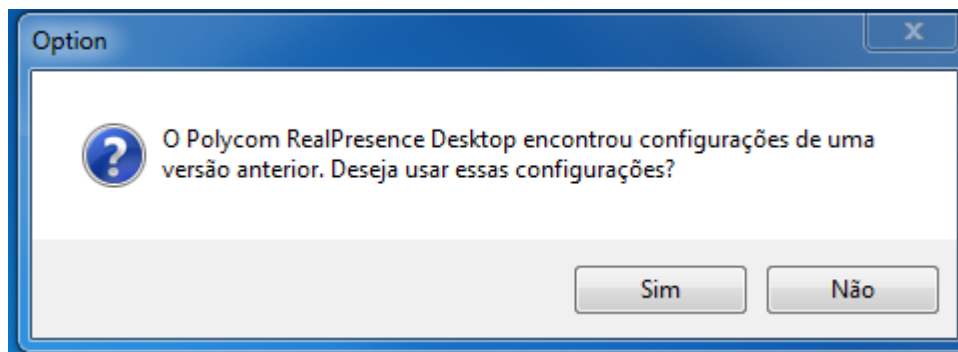 Option
O Polycom RealPresence Desktop encontrou configurações de uma
versão anterior. Deseja usar essas configurações?
Sim
Não